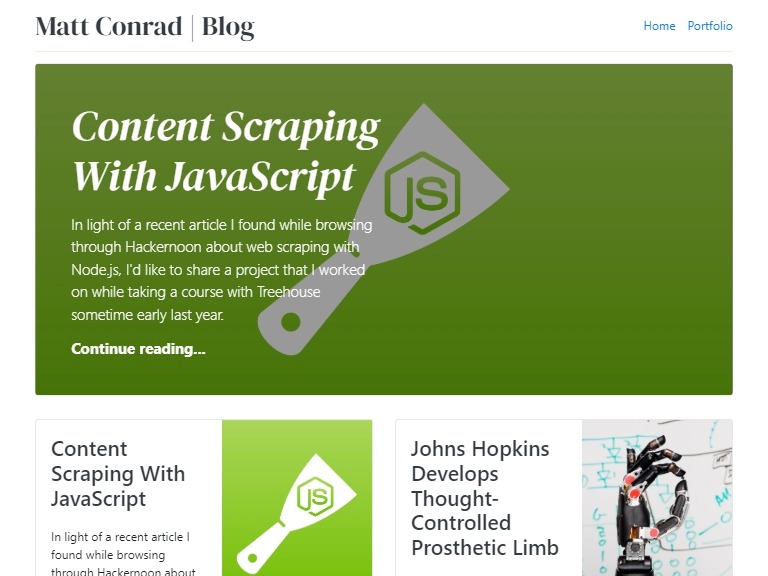 Matt Conrad | Blog
Home
Portfolio
Content Scraping
With JavaScript
In light of a recent article I found while browsing
through Hackernoon about web scraping with
Node.js, I'd like to share a project that I worked
on while taking a course with Treehouse
sometime early last year.
Continue reading...
JS
Content
Scraping With
JavaScript
In light of a recent article I
found while browsing
through Hackernoon about
JS
Johns Hopkins
Develops
Thought-
Controlled
Prosthetic Limb